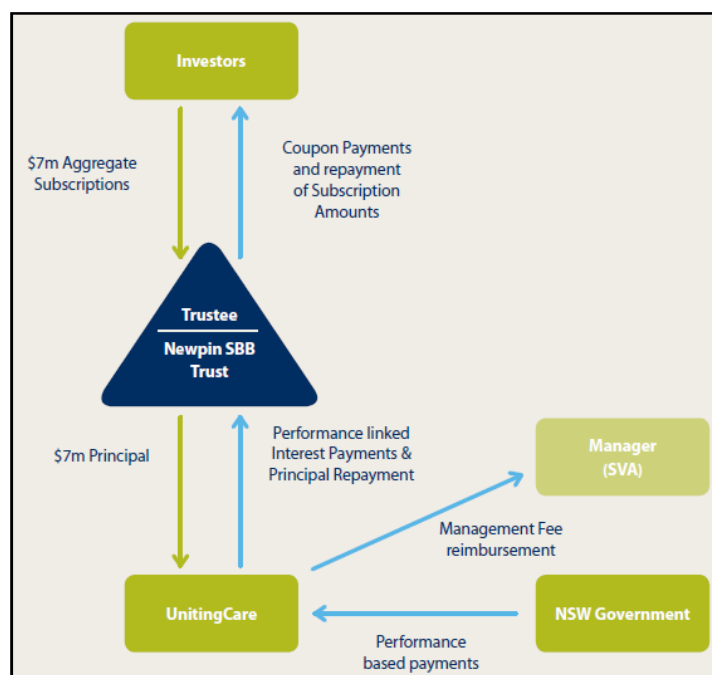 Investors
$7m Aggregate
Subscriptions
Coupon Payments
and repayment
of Subscription
Amounts
Trustee
Newpin SBB
Trust
$7m Principal
Performance linked
Interest Payments &
Principal Repayment
Manager
(SVA)
Management Fee
reimbursement
UnitingCare
NSW Government
Performance
based payments